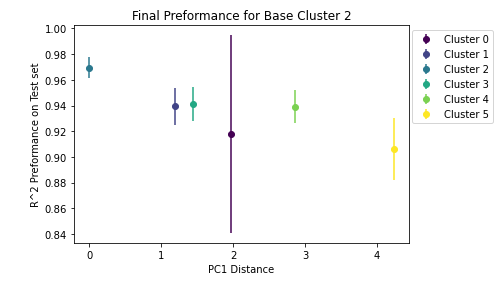 Final Preformance for Base Cluster 2
R^2 Preformance on Test set
1.00
0.98
0.96
0.94
0.92
0.90
0.88
0.86
0.84
0 1 2 3 4
PC1 Distance
Cluster 0
Cluster 1
Cluster 2
Cluster 3
Cluster 4
Cluster 5